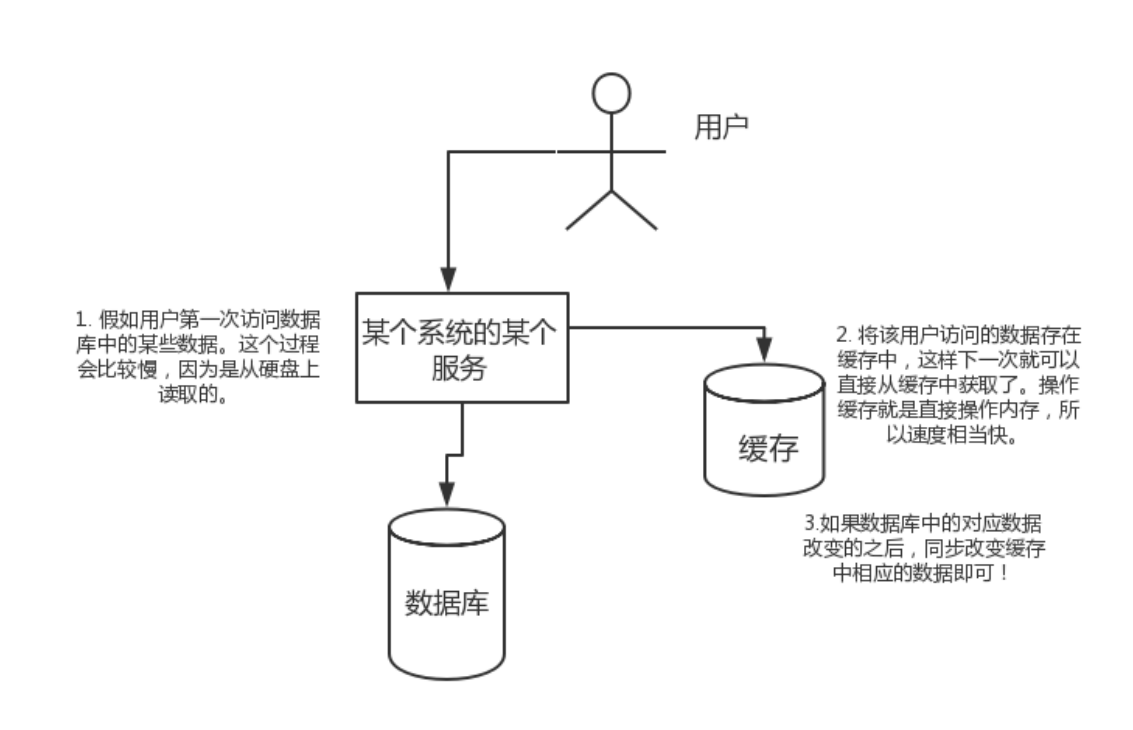 用户
1. 假如用户第一次访问数据
库中的某些数据。这个过程
会比较慢，因为是从硬盘上
读取的。
某个系统的某个
服务
2. 将该用户访问的数据存在
缓存中，这样下一次就可以
直接从缓存中获取了。操作
缓存就是直接操作内存，所
以速度相当快。
缓存
3.如果数据库中的对应数据
改变的之后，同步改变缓存
中相应的数据即可！
数据库